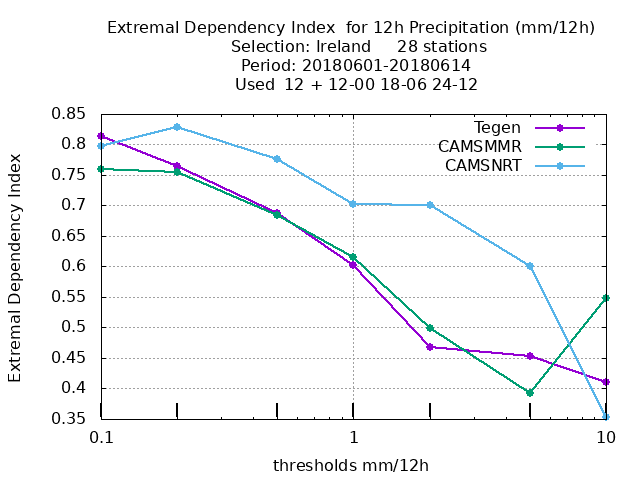 Extremal Dependency Index  for 12h Precipitation (mm/12h)
Selection: Ireland     28 stations
Period: 20180601-20180614
Used  12 + 12-00 18-06 24-12
Extremal Dependency Index
0.85
0.8
0.75
0.7
0.65
0.6
0.55
0.5
0.45
0.4
0.35
Tegen
CAMSMMR
CAMSNRT
0.1
1
10
thresholds mm/12h